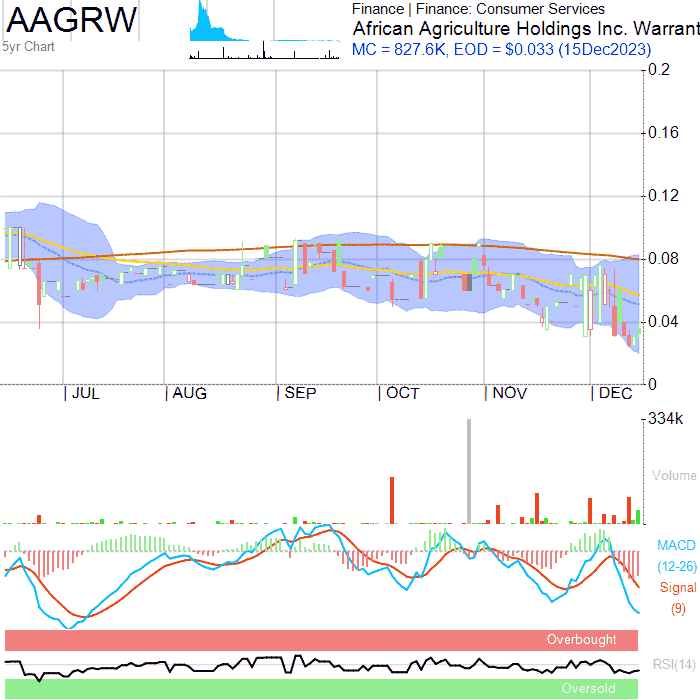 AAGRW
5yr Chart
Finance | Finance: Consumer Services
African Agriculture Holdings Inc. Warrant
MC = 827.6K, EOD = $0.033 (15Dec2023)
0.2
0.16
0.12
0.08
0.04
0
JUL AUG SEP OCT NOV DEC
334k
Volume
MACD
(12-26)
Signal
(9)
Overbought
RSI(14)
Oversold